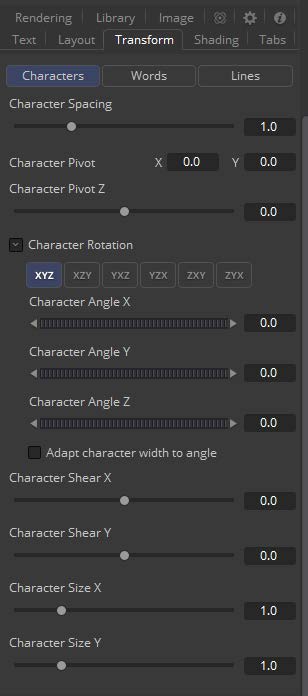 Rendering Library Image
Text Layout Transform Shading Tabs
Characters Words Lines
Character Spacing
1.0
Character Pivot X 0.0 Y 0.0
Character Pivot Z
0.0
Character Rotation
XYZ XZY YXZ YZX ZXY ZYX
Character Angle X
0.0
Character Angle Y
0.0
Character Angle Z
0.0
Adapt character width to angle
Character Shear X
0.0
Character Shear Y
0.0
Character Size X
1.0
Character Size Y
1.0